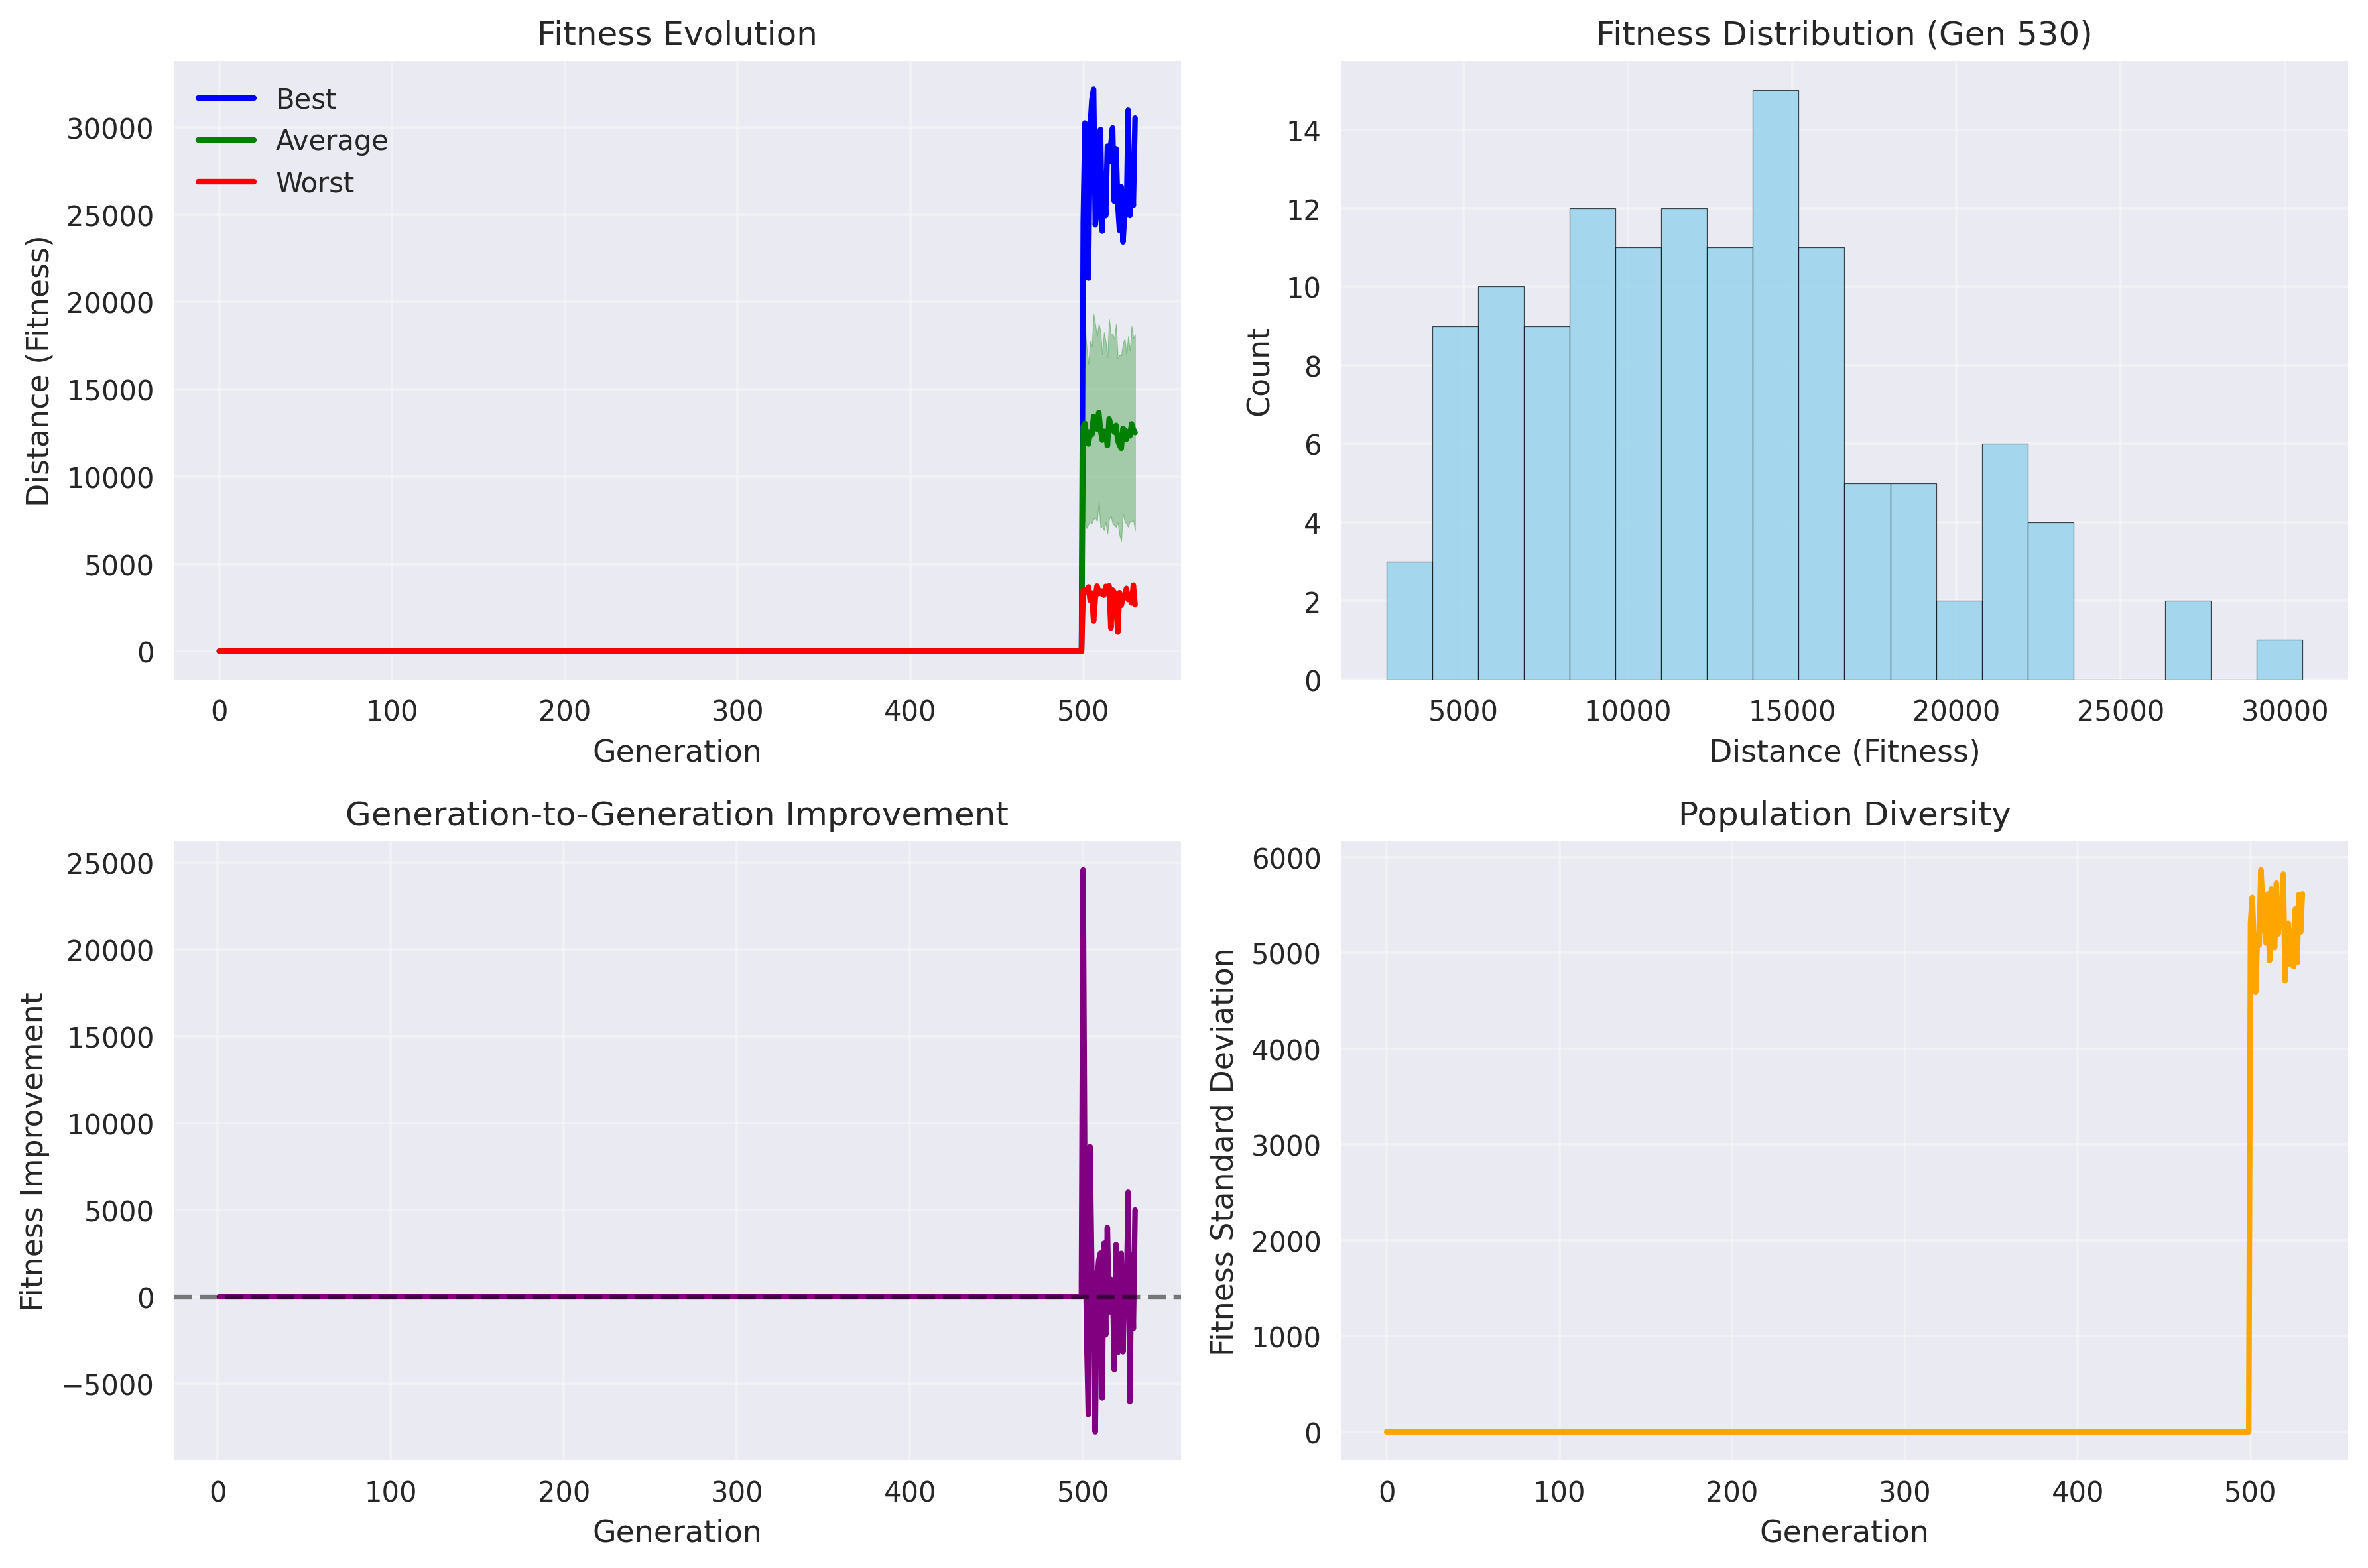 Fitness Evolution
Best
Average
Worst
30000
25000
20000
15000
10000
5000
0
Distance (Fitness)
0 100 200 300 400 500
Generation
Fitness Distribution (Gen 530)
14
12
10
8
6
4
2
0
Count
5000 10000 15000 20000 25000 30000
Distance (Fitness)
Generation-to-Generation Improvement
25000
20000
15000
10000
5000
0
−5000
Fitness Improvement
0 100 200 300 400 500
Generation
Population Diversity
6000
5000
4000
3000
2000
1000
0
Fitness Standard Deviation
0 100 200 300 400 500
Generation